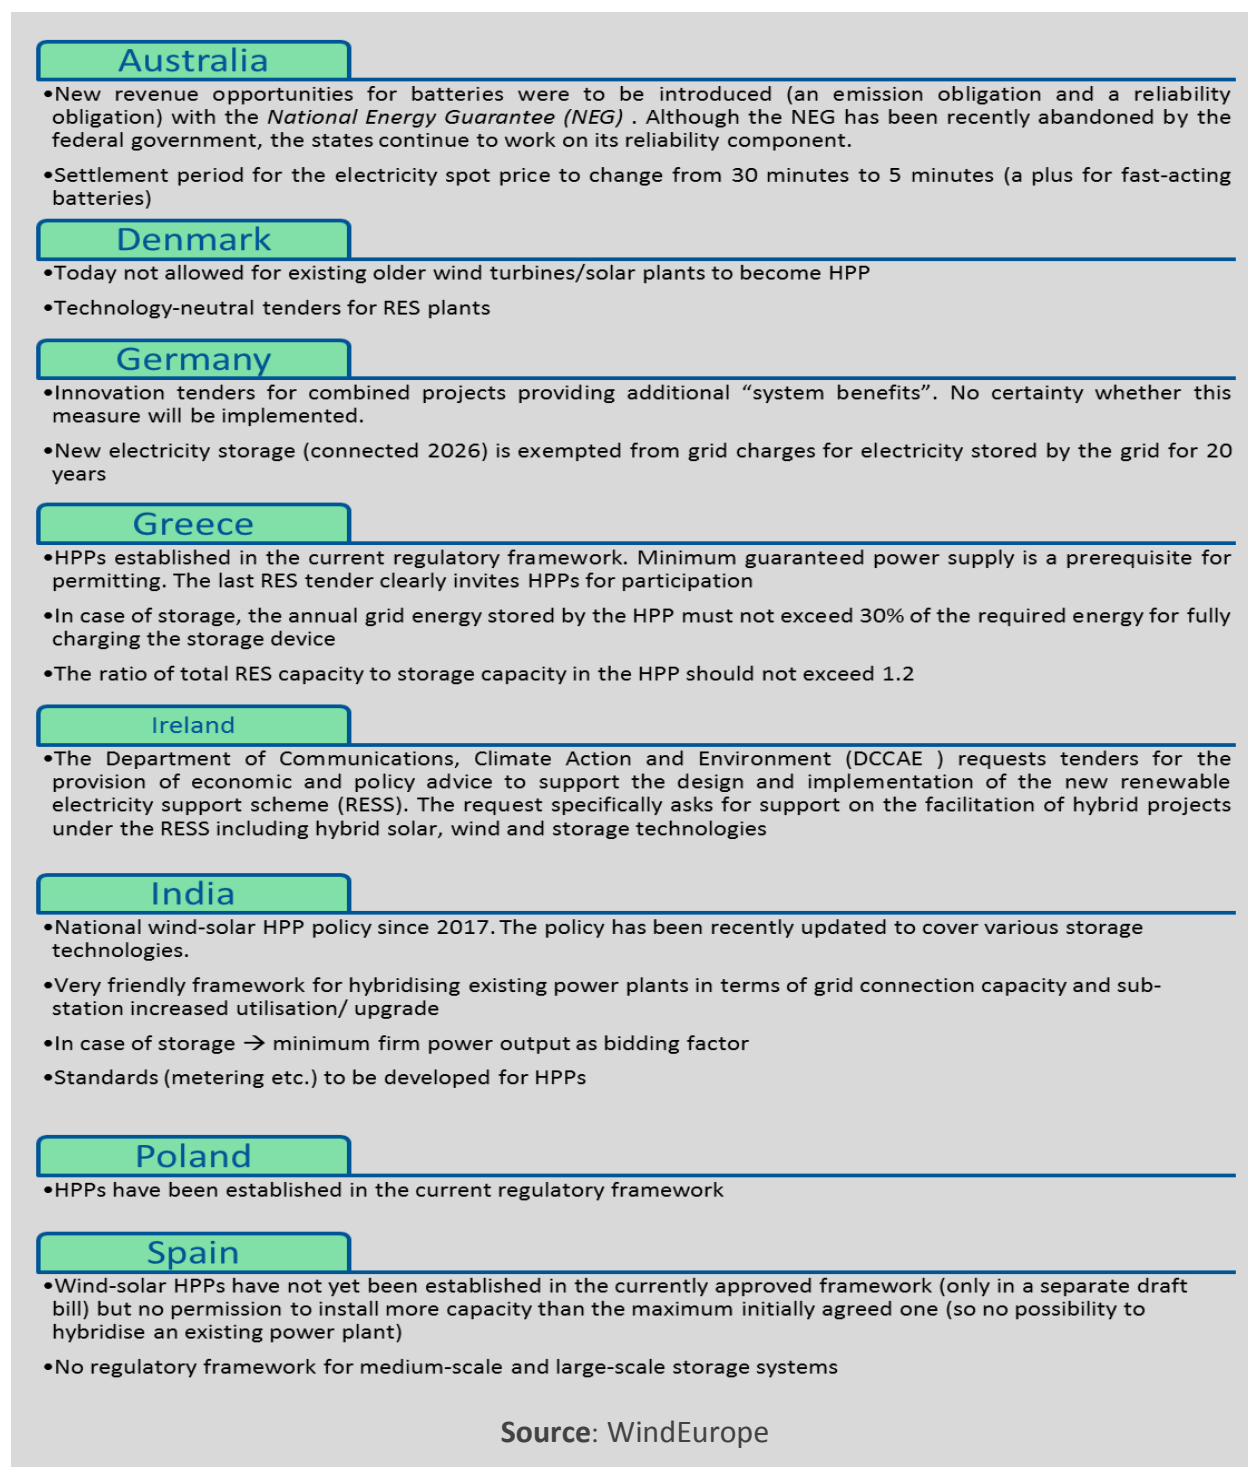 Australia
•New revenue opportunities for batteries were to be introduced (an emission obligation and a reliability
obligation) with the National Energy Guarantee (NEG) . Although the NEG has been recently abandoned by the
federal government, the states continue to work on its reliability component.
•Settlement period for the electricity spot price to change from 30 minutes to 5 minutes (a plus for fast-acting
batteries)
Denmark
•Today not allowed for existing older wind turbines/solar plants to become HPP
•Technology-neutral tenders for RES plants
Germany
•Innovation tenders for combined projects providing additional “system benefits”. No certainty whether this
measure will be implemented.
•New electricity storage (connected 2026) is exempted from grid charges for electricity stored by the grid for 20
years
Greece
•HPPs established in the current regulatory framework. Minimum guaranteed power supply is a prerequisite for
permitting. The last RES tender clearly invites HPPs for participation
•In case of storage, the annual grid energy stored by the HPP must not exceed 30% of the required energy for fully
charging the storage device
•The ratio of total RES capacity to storage capacity in the HPP should not exceed 1.2
Ireland
•The Department of Communications, Climate Action and Environment (DCCAE ) requests tenders for the
provision of economic and policy advice to support the design and implementation of the new renewable
electricity support scheme (RESS). The request specifically asks for support on the facilitation of hybrid projects
under the RESS including hybrid solar, wind and storage technologies
India
•National wind-solar HPP policy since 2017. The policy has been recently updated to cover various storage
technologies.
•Very friendly framework for hybridising existing power plants in terms of grid connection capacity and sub-
station increased utilisation/ upgrade
•In case of storage → minimum firm power output as bidding factor
•Standards (metering etc.) to be developed for HPPs
Poland
•HPPs have been established in the current regulatory framework
Spain
•Wind-solar HPPs have not yet been established in the currently approved framework (only in a separate draft
bill) but no permission to install more capacity than the maximum initially agreed one (so no possibility to
hybridise an existing power plant)
•No regulatory framework for medium-scale and large-scale storage systems
Source: WindEurope